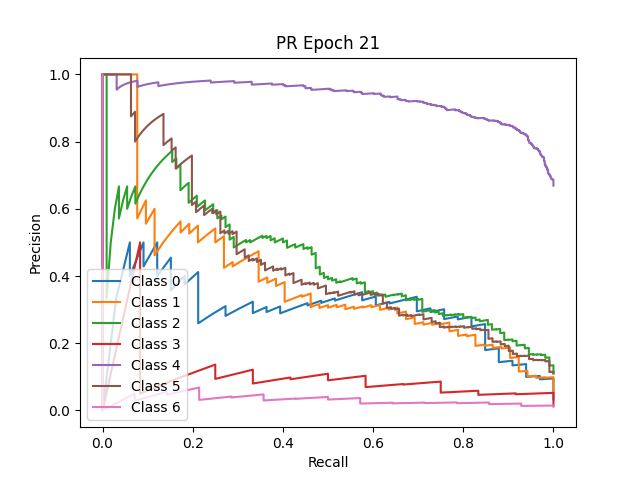 PR Epoch 21
1.0
0.8
0.6
0.4
0.2
0.0
Precision
Class 0
Class 1
Class 2
Class 3
Class 4
Class 5
Class 6
0.0 0.2 0.4 0.6 0.8 1.0
Recall